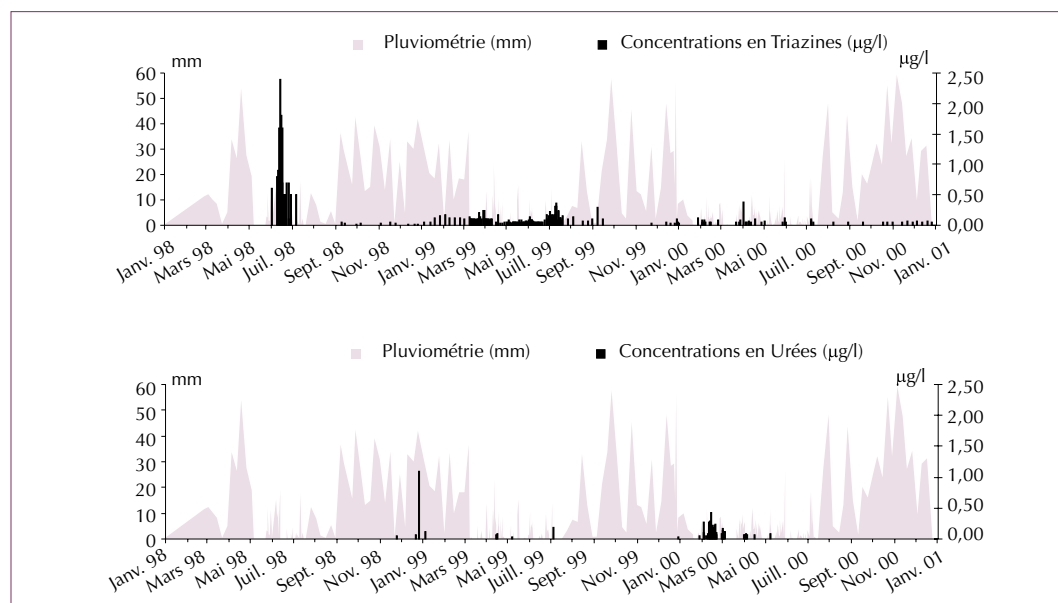 Pluviométrie (mm) Concentrations en Triazines (µg/l)
mm µg/l
60 2,50
50 2,00
40 1,50
30
20 1,00
10 0,50
0 0,00
Janv. 98 Mars 98 Mai 98 Juil. 98 Sept. 98 Nov. 98 Janv. 99 Mars 99 Mai 99 Juill. 99 Sept. 99 Nov. 99 Janv. 00 Mars 00 Mai 00 Juill. 00 Sept. 00 Nov. 00 Janv. 01
Pluviométrie (mm) Concentrations en Urées (µg/l)
mm µg/l
60 2,50
50 2,00
40 1,50
30
20 1,00
10 0,50
0 0,00
Janv. 98 Mars 98 Mai 98 Juil. 98 Sept. 98 Nov. 98 Janv. 99 Mars 99 Mai 99 Juill. 99 Sept. 99 Nov. 99 Janv. 00 Mars 00 Mai 00 Juill. 00 Sept. 00 Nov. 00 Janv. 01